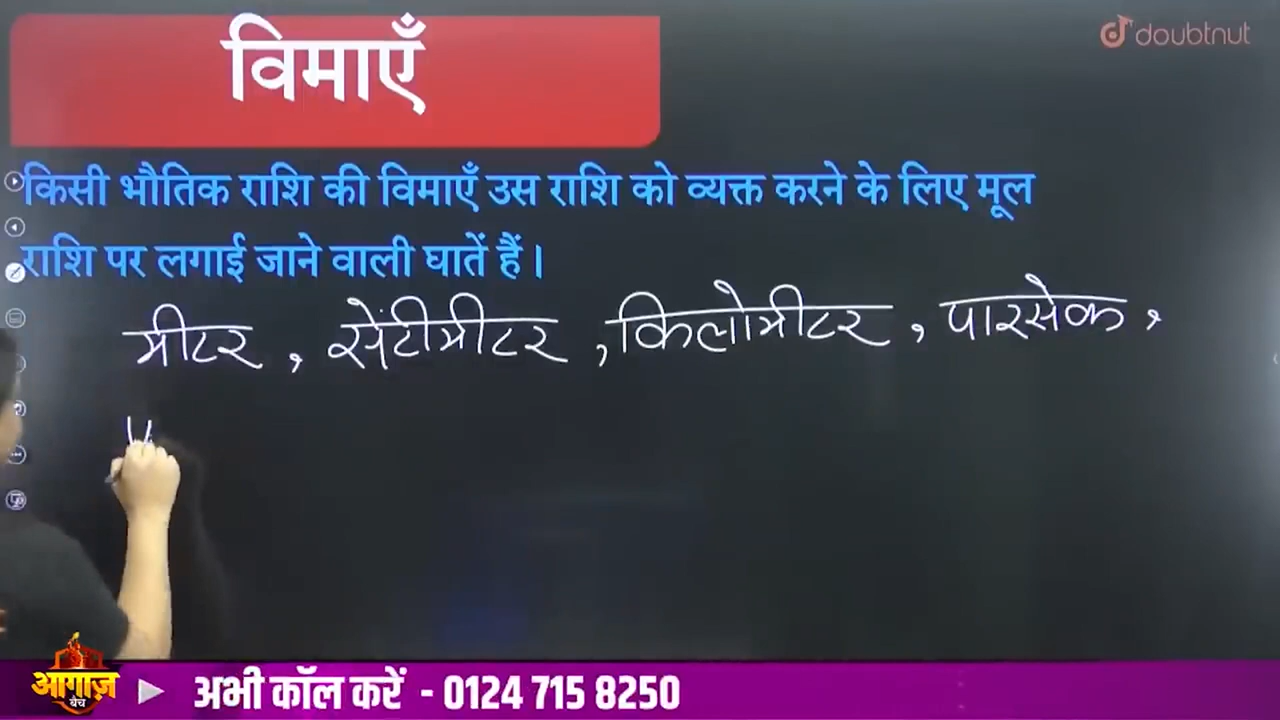 विमाएँ
doubtnut
किसी भौतिक राशि की विमाएँ उस राशि को व्यक्त करने के लिए मूल
राशि पर लगाई जाने वाली घातें हैं।
मीटर , सेंटीमीटर , किलोमीटर , पारसेक ,
आगाज़
बैच
अभी कॉल करें - 0124 715 8250